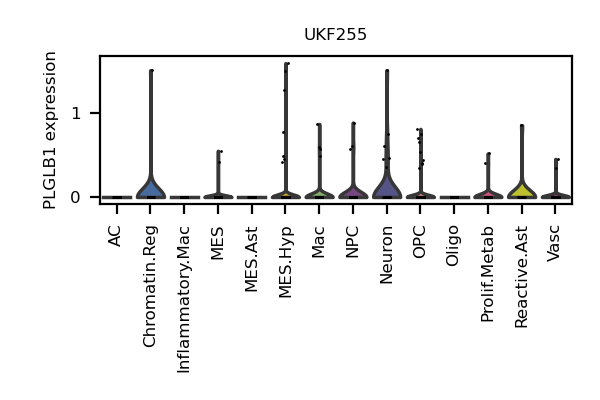 UKF255
PLGLB1 expression
1
0
AC
Chromatin.Reg
Inflammatory.Mac
MES
MES.Ast
MES.Hyp
Mac
NPC
Neuron
OPC
Oligo
Prolif.Metab
Reactive.Ast
Vasc